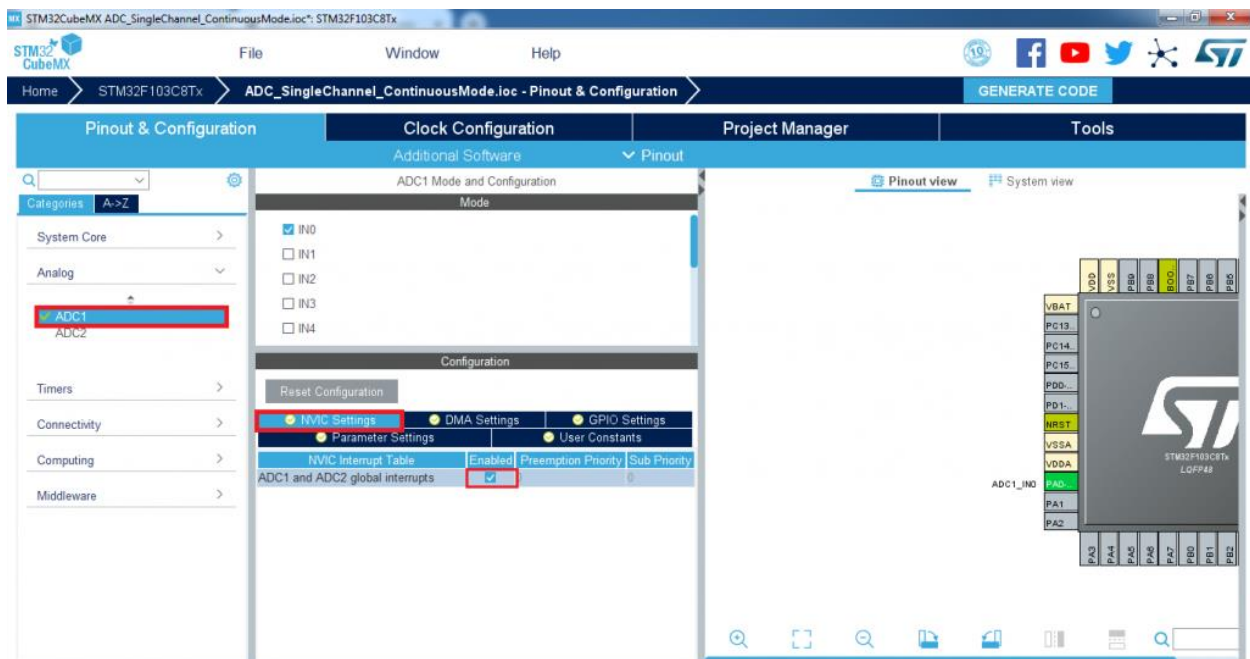 MX STM32CubeMX ADC_SingleChannel_ContinuousMode.ioc*: STM32F103C8Tx
STM32
CubeMX
File Window Help
10
Home STM32F103C8Tx ADC_SingleChannel_ContinuousMode.ioc - Pinout & Configuration GENERATE CODE
Pinout & Configuration Clock Configuration Project Manager Tools
Additional Software Pinout
ADC1 Mode and Configuration
Pinout view System view
Categories A->Z
Mode
System Core
Analog
ADC1
ADC2
Timers
Connectivity
Computing
Middleware
IN0
IN1
IN2
IN3
IN4
Configuration
Reset Configuration
NVIC Settings DMA Settings GPIO Settings
Parameter Settings User Constants
NVIC Interrupt Table Enabled Preemption Priority Sub Priority
ADC1 and ADC2 global interrupts 0
VDD VSS PB9 PB8 BOO.. PB7 PB6 PB5
VBAT
PC13..
PC14..
PC15..
PD0-..
PD1-..
NRST
VSSA
VDDA
ADC1_IN0 PA0-..
PA1
PA2
STM32F103C8Tx
LQFP48
PA3 PA4 PA5 PA6 PA7 PB0 PB1 PB2